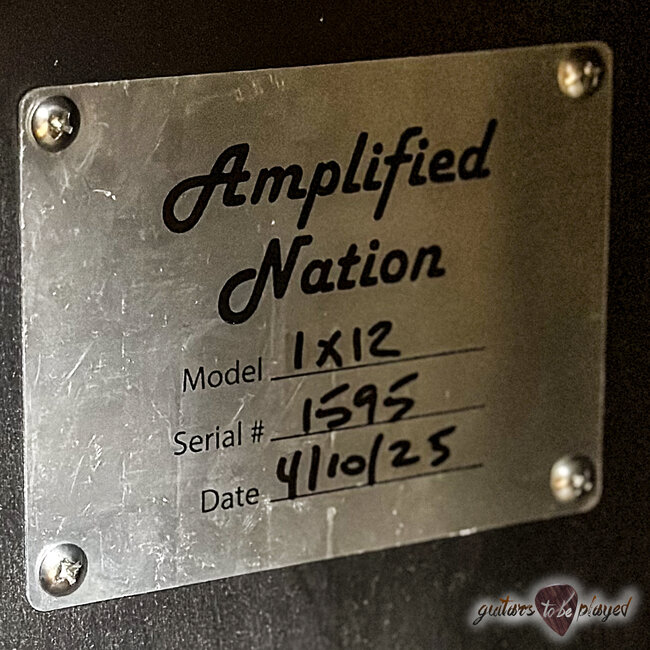 Amplified
Nation
Model 1x12
Serial # 1595
Date 4/10/25
guitars to be played